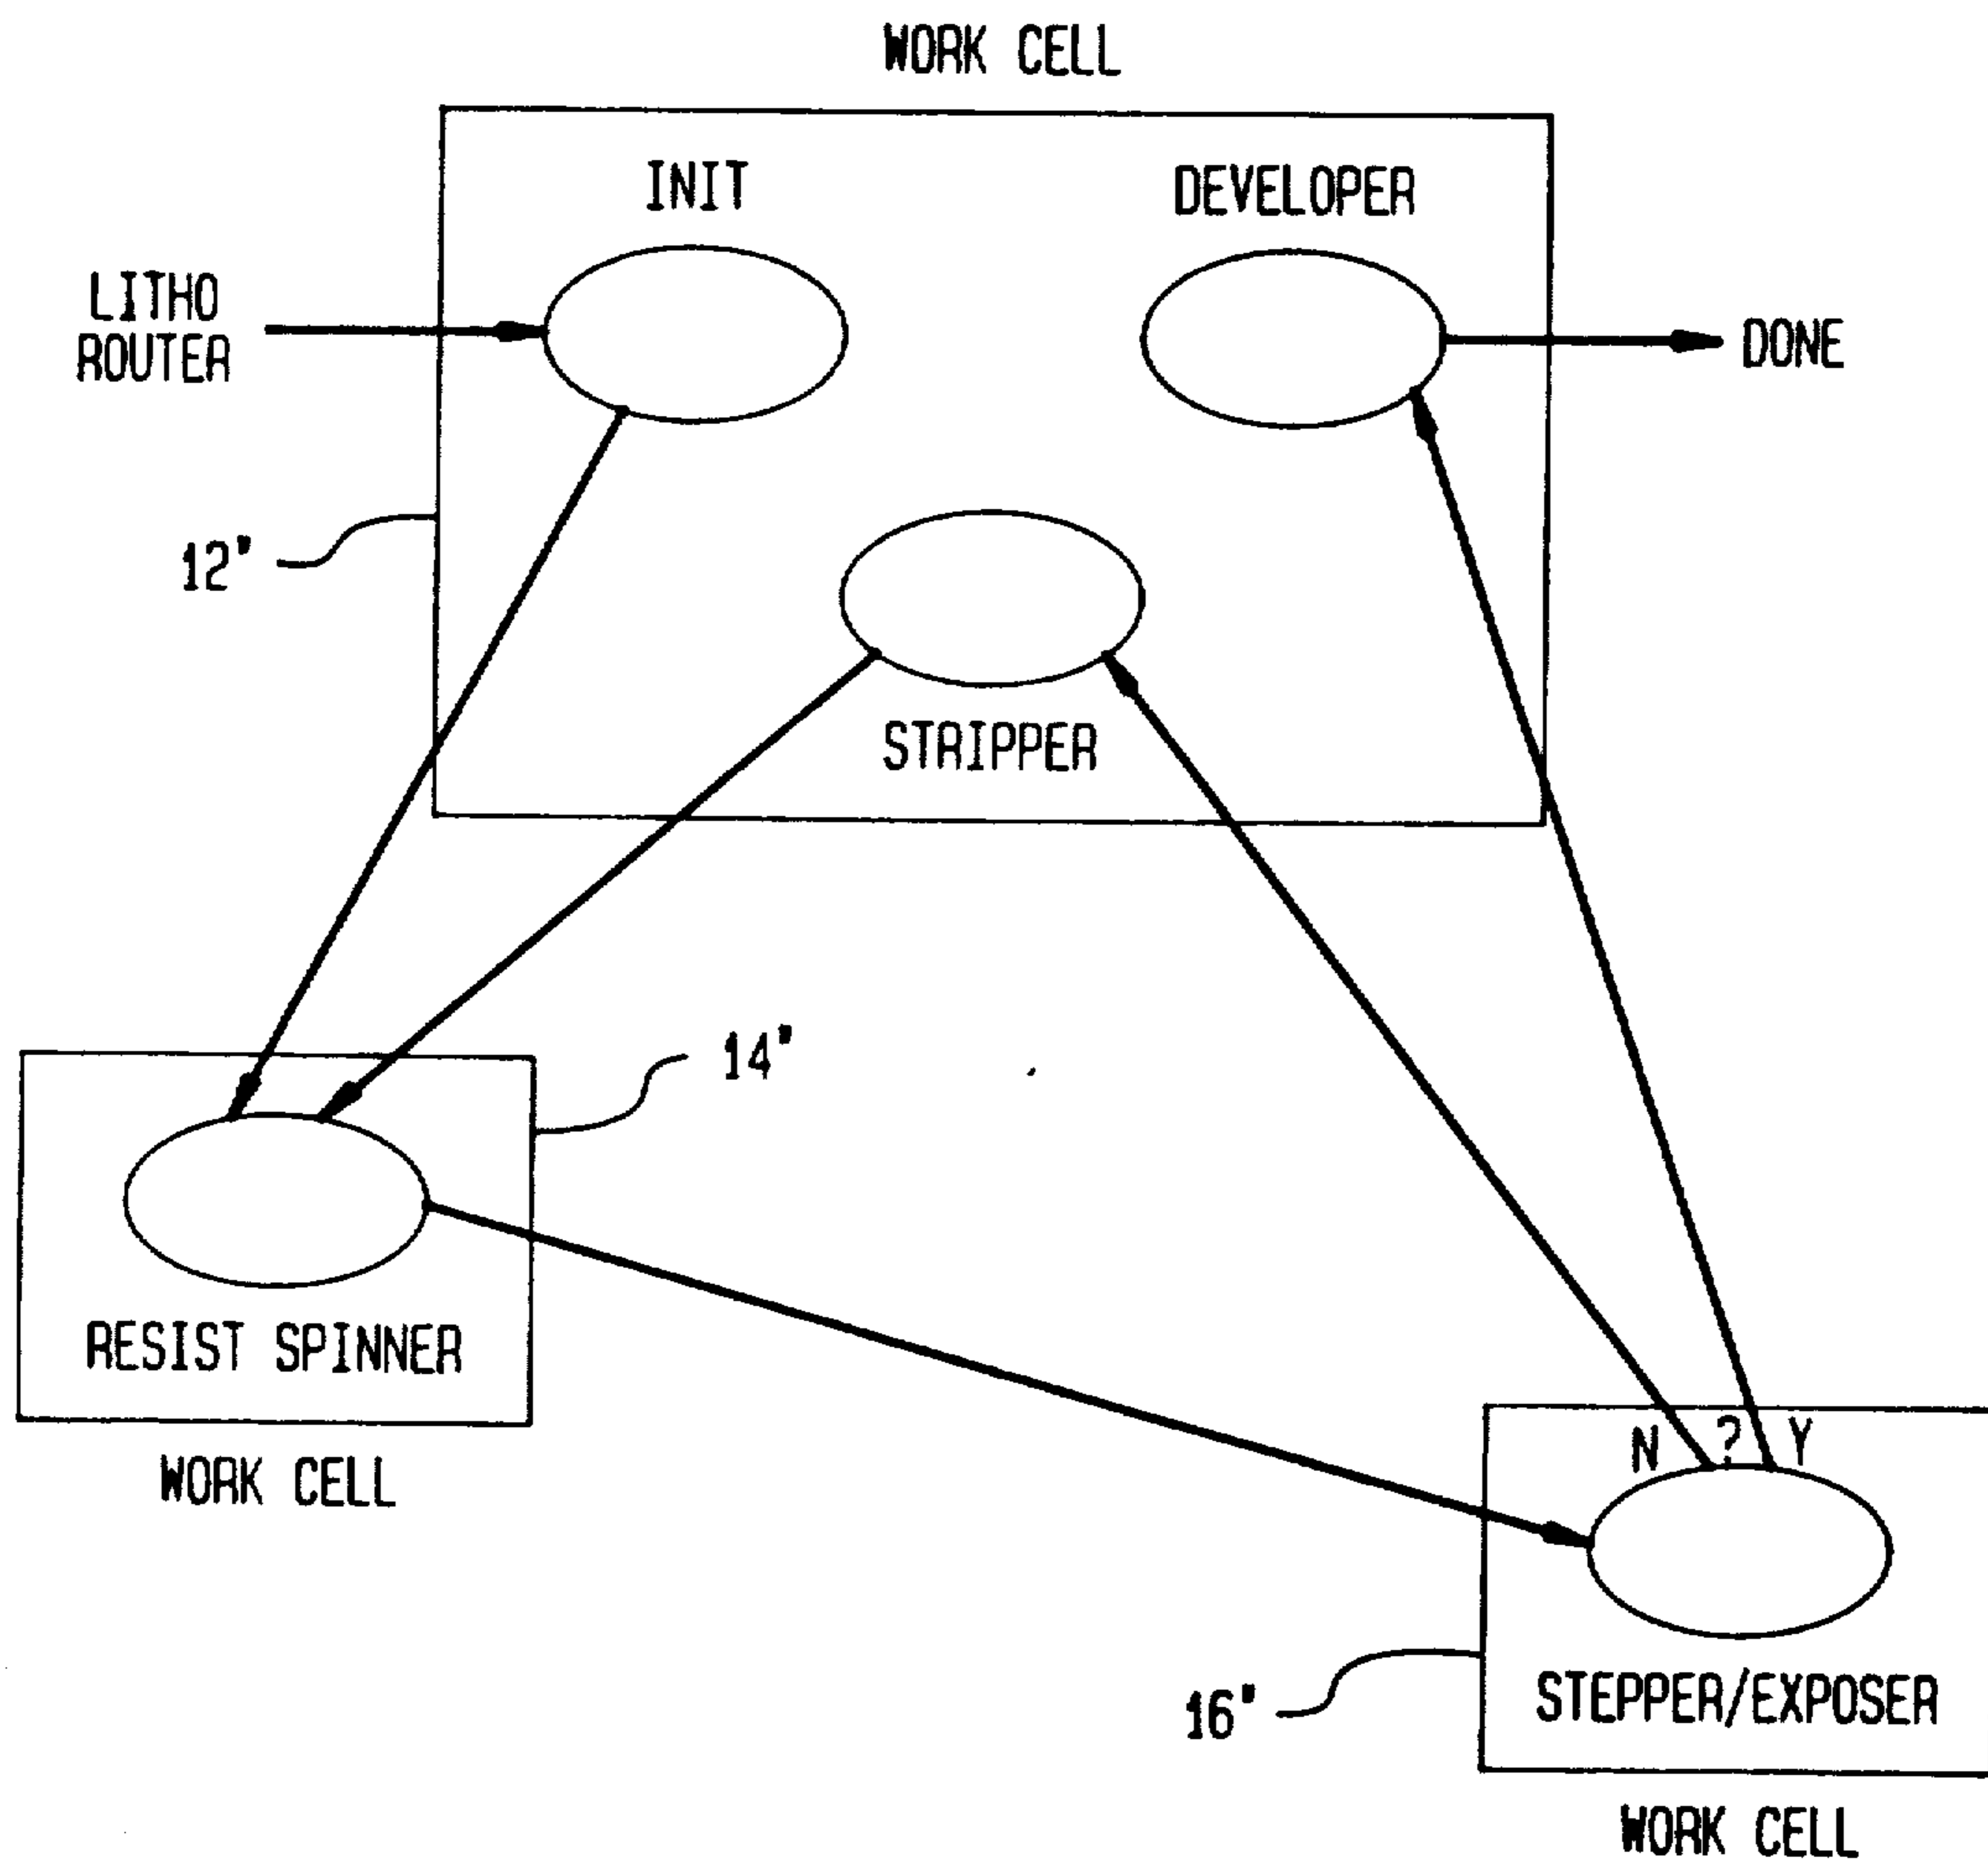 WORK CELL
INIT
DEVELOPER
LITHO
ROUTER
DONE
12"
STRIPPER
14"
RESIST SPINNER
WORK CELL
N ? Y
16"
STEPPER/EXPOSER
WORK CELL